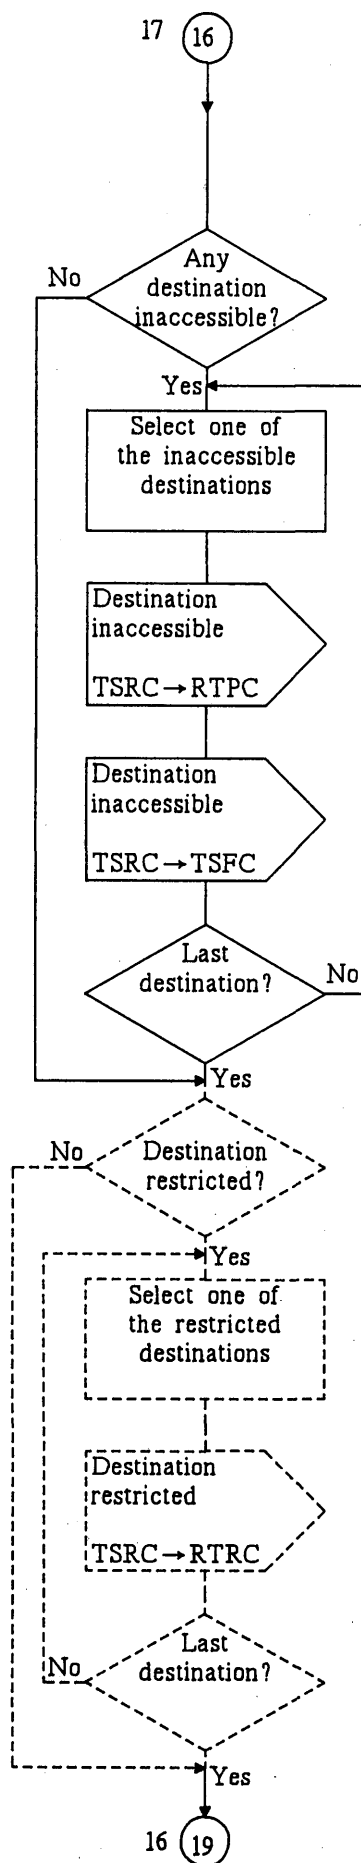 17 16
Any
destination
inaccessible?
No
Yes
Select one of
the inaccessible
destinations
Destination
inaccessible
TSRC→RTPC
Destination
inaccessible
TSRC→TSFC
Last
destination?
No
Yes
Destination
restricted?
No
Yes
Select one of
the restricted
destinations
Destination
restricted
TSRC→RTRC
Last
destination?
No
Yes
16 19